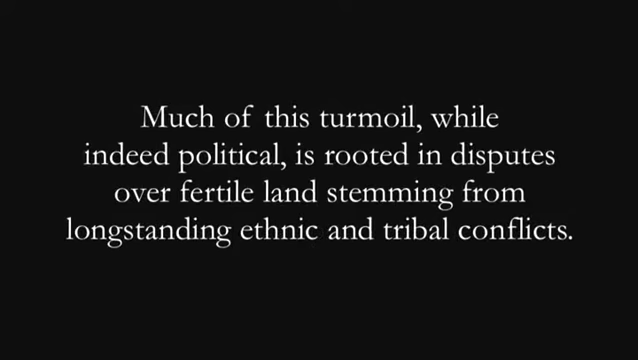 Much of this turmoil, while
indeed political, is rooted in disputes
over fertile land stemming from
longstanding ethnic and tribal conflicts.